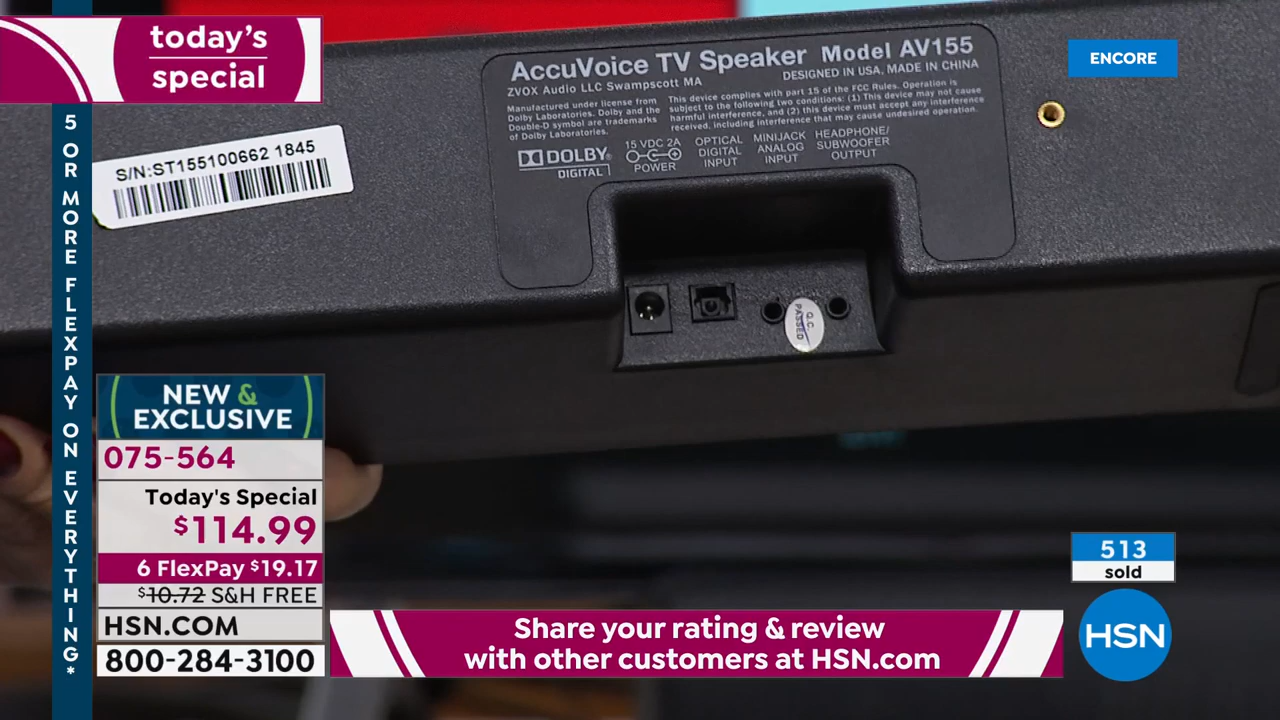 today's
special
ENCORE
5 OR MORE FLEXPAY ON EVERYTHING*
AccuVoice TV Speaker Model AV155
ZVOX Audio LLC Swampscott MA
DESIGNED IN USA, MADE IN CHINA
Manufactured under license from
Dolby Laboratories. Dolby and the
Double-D symbol are trademarks
of Dolby Laboratories.
This device complies with part 15 of the FCC Rules. Operation is
subject to the following two conditions: (1) This device may not cause
harmful interference, and (2) this device must accept any interference
received, including interference that may cause undesired operation.
DOLBY
DIGITAL
15 VDC 2A
POWER
OPTICAL
DIGITAL
INPUT
MINIJACK
ANALOG
INPUT
HEADPHONE/
SUBWOOFER
OUTPUT
S/N:ST155100662 1845
Q.C.
PASSED
NEW &
EXCLUSIVE
075-564
Today's Special
$114.99
6 FlexPay $19.17
$10.72 S&H FREE
HSN.COM
800-284-3100
513
sold
Share your rating & review
with other customers at HSN.com
HSN